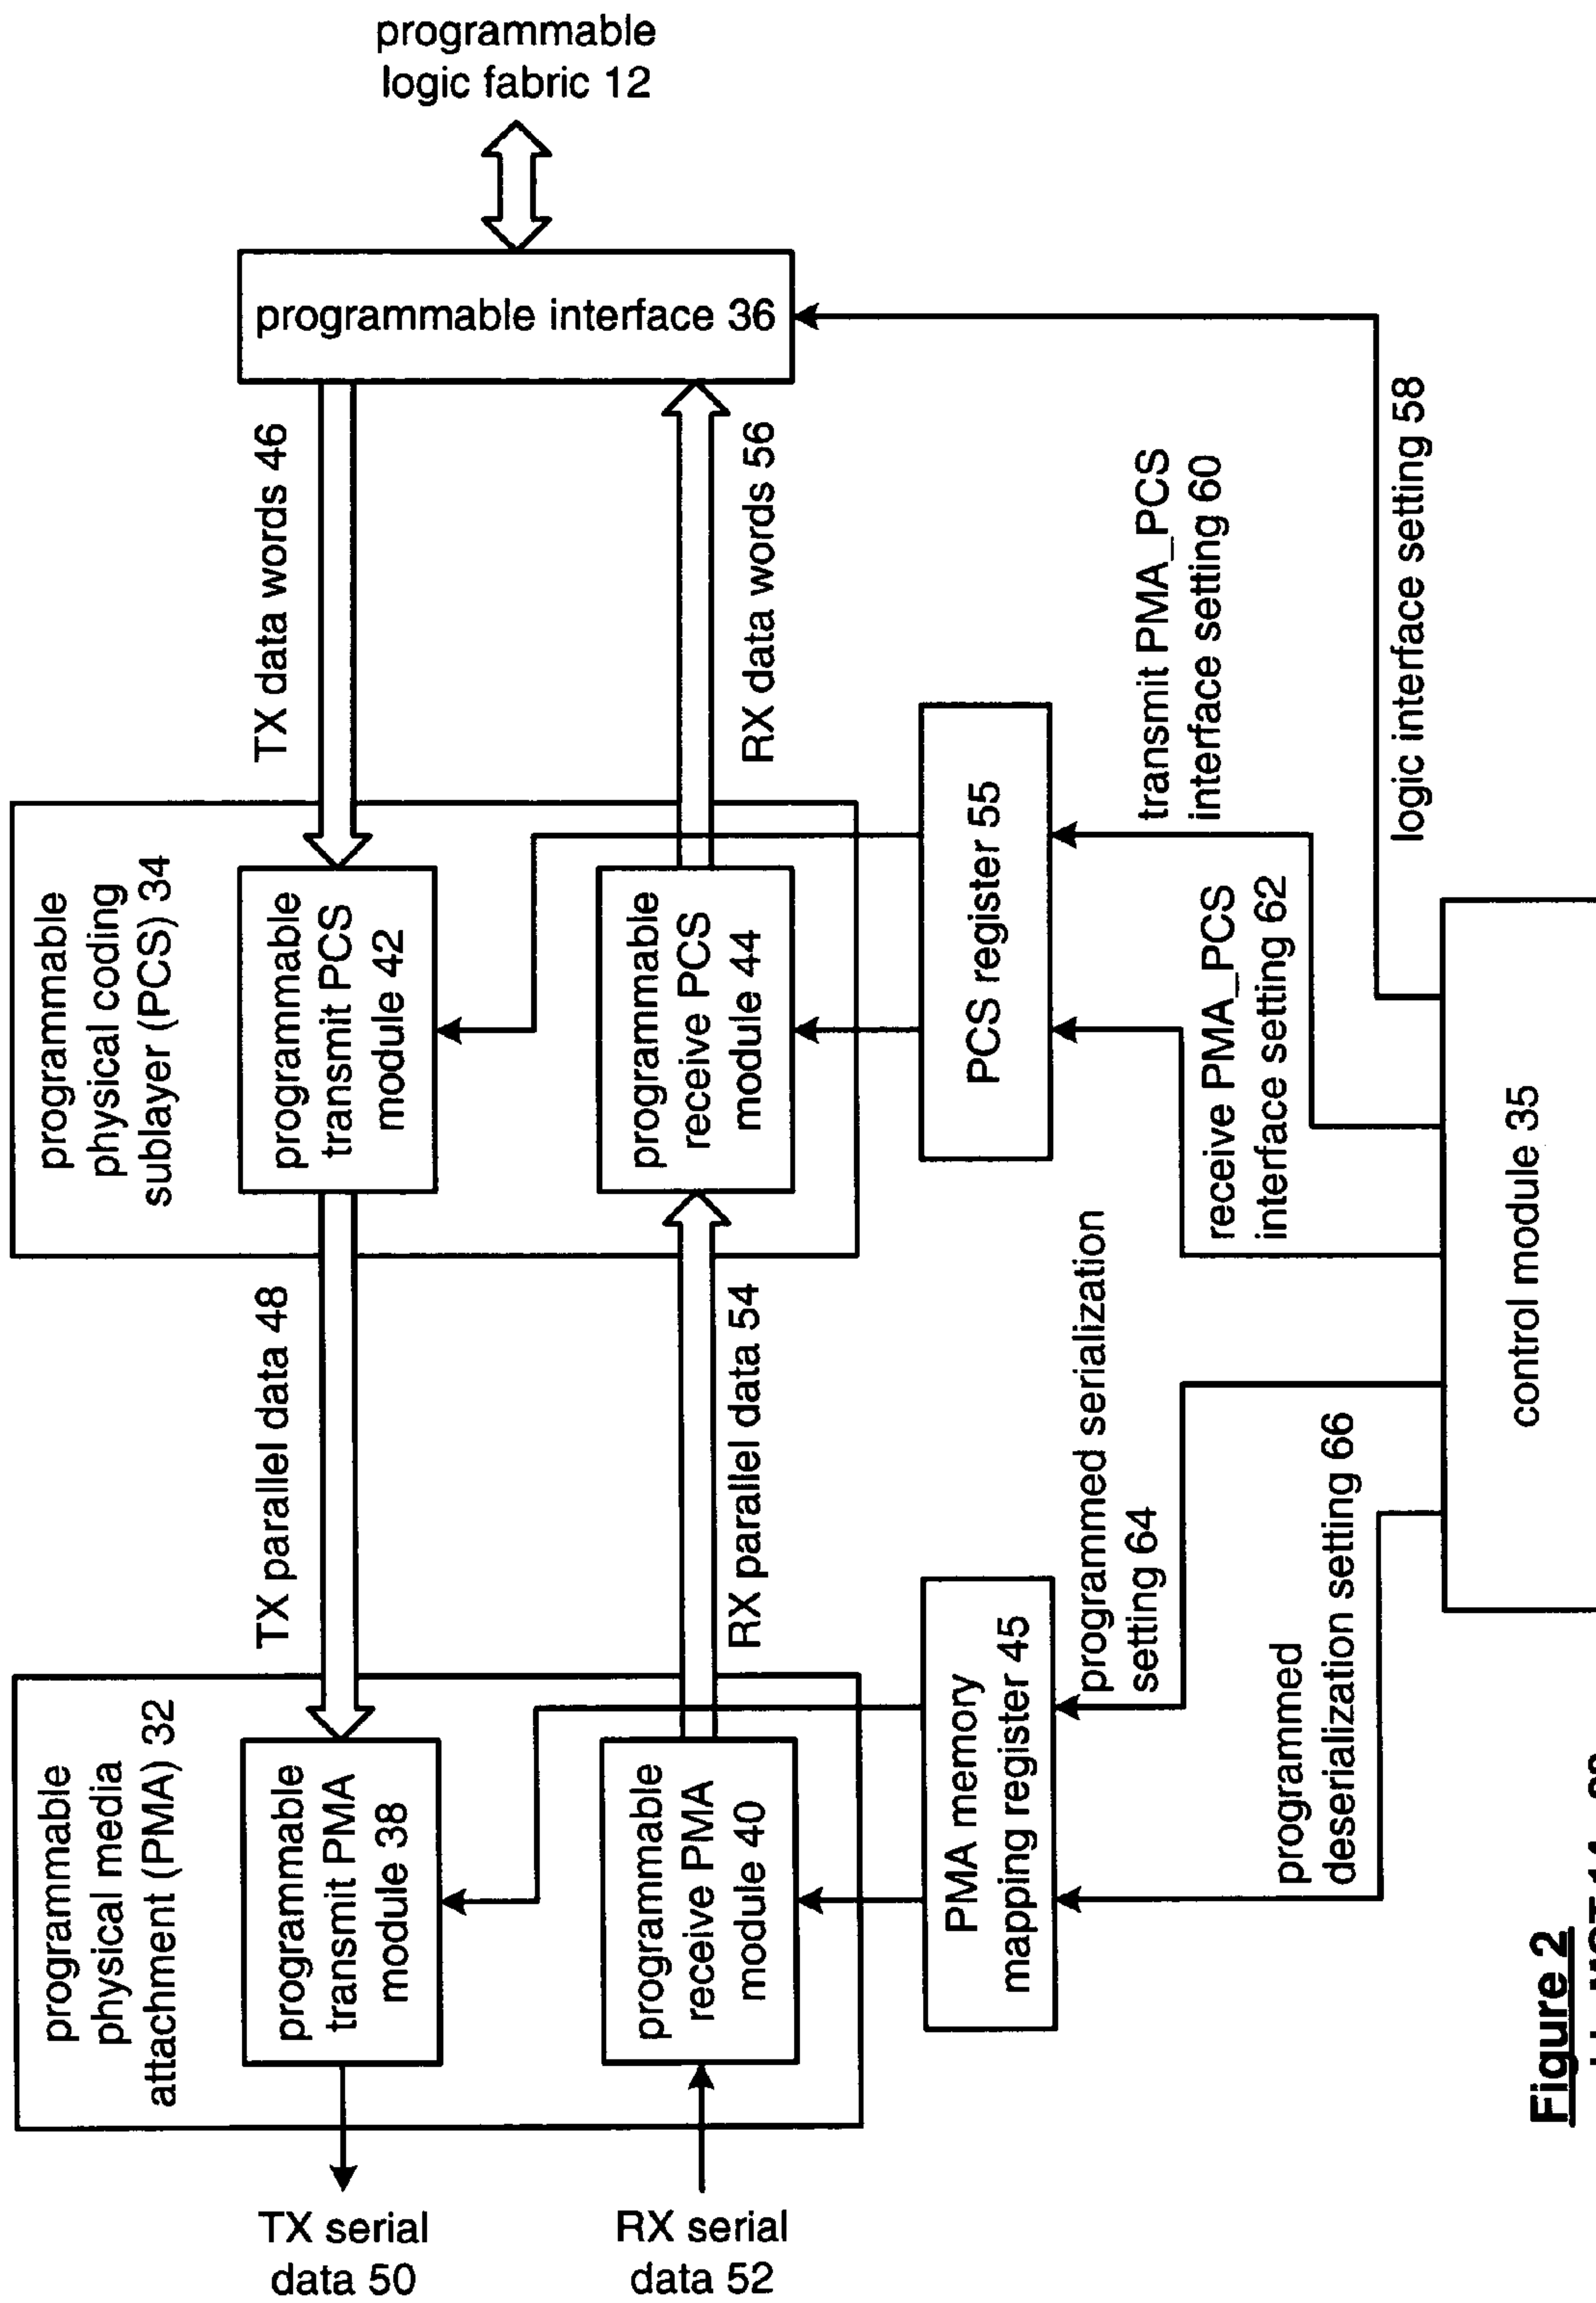 programmable
logic fabric 12
programmable interface 36
TX data words 46
RX data words 56
programmable
physical coding
sublayer (PCS) 34
programmable
transmit PCS
module 42
programmable
receive PCS
module 44
PCS register 55
transmit PMA_PCS
interface setting 60
receive PMA_PCS
interface setting 62
logic interface setting 58
TX parallel data 48
RX parallel data 54
programmable
physical media
attachment (PMA) 32
programmable
transmit PMA
module 38
programmable
receive PMA
module 40
PMA memory
mapping register 45
programmed serialization
setting 64
programmed
deserialization setting 66
control module 35
TX serial
data 50
RX serial
data 52
Figure 2